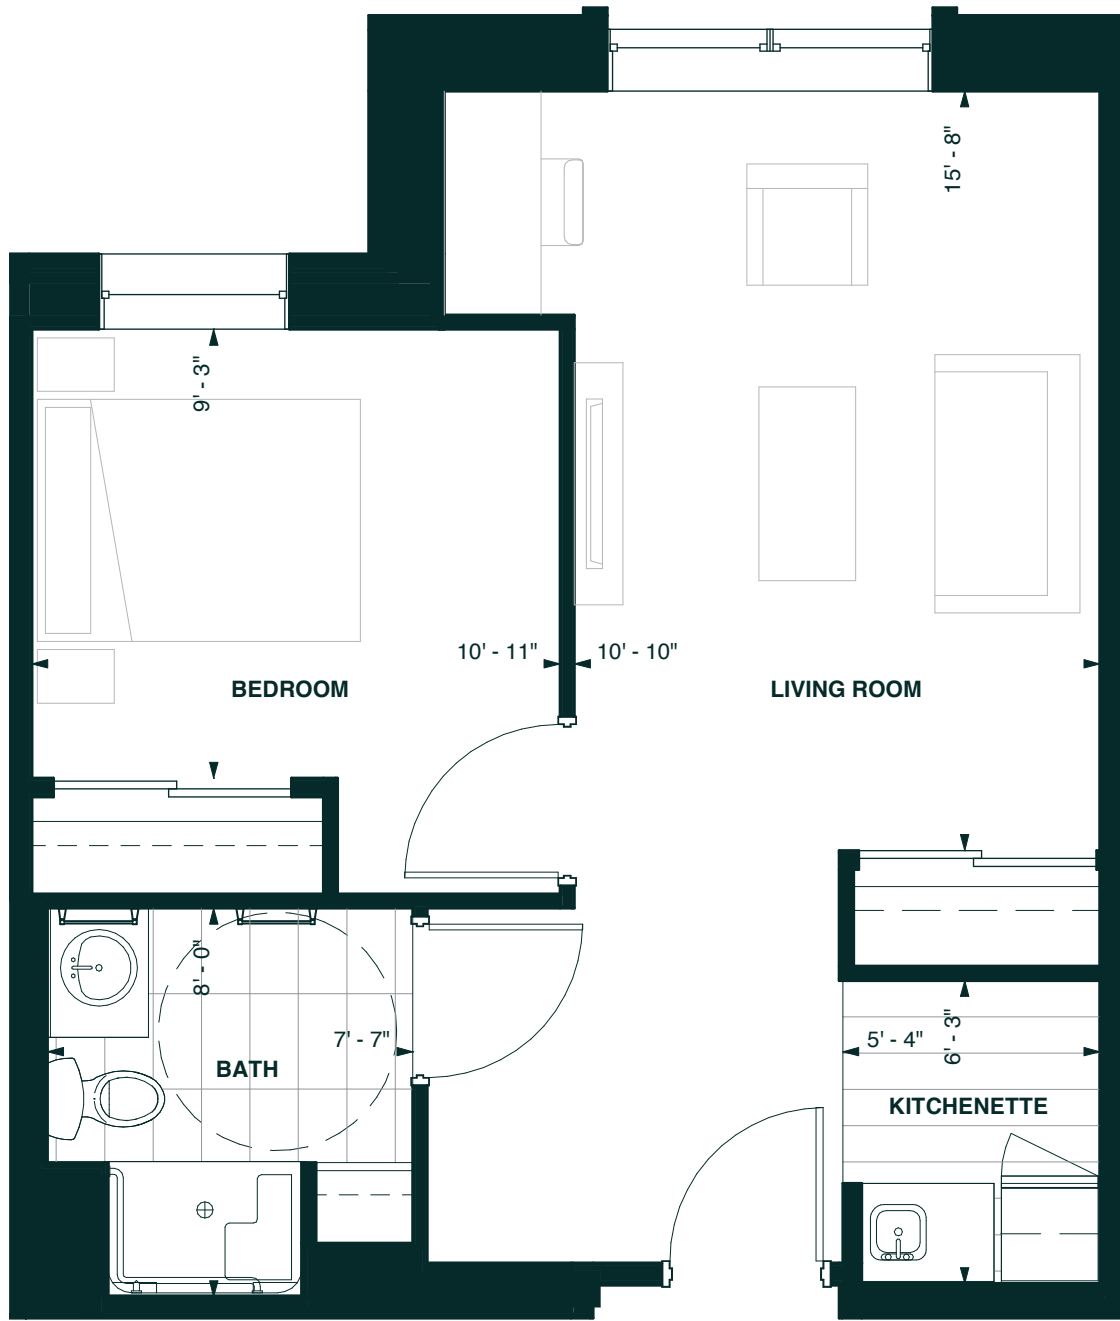 15' - 8"
9' - 3"
10' - 11"
10' - 10"
BEDROOM
LIVING ROOM
8' - 0"
7' - 7"
5' - 4"
6' - 3"
BATH
KITCHENETTE